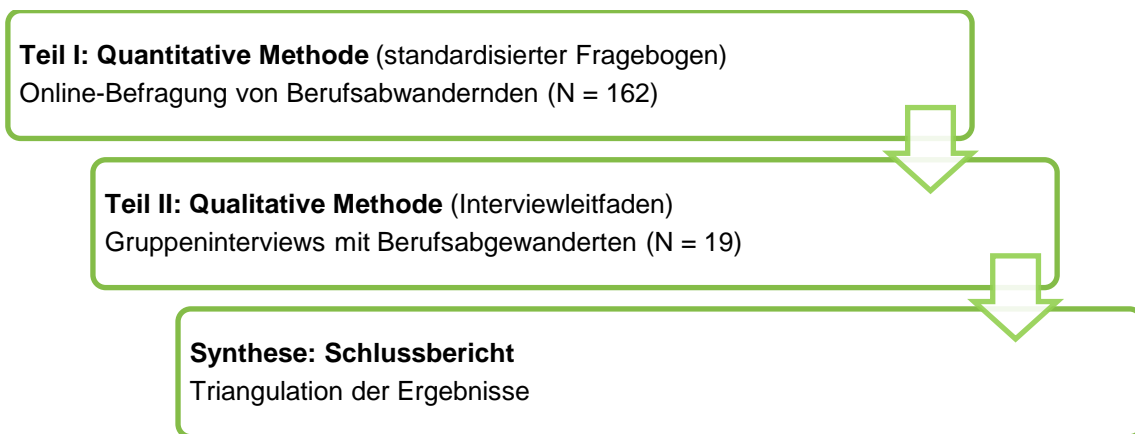 Teil I: Quantitative Methode (standardisierter Fragebogen)
Online-Befragung von Berufsabwandernden (N = 162)
Teil II: Qualitative Methode (Interviewleitfaden)
Gruppeninterviews mit Berufsabgewanderten (N = 19)
Synthese: Schlussbericht
Triangulation der Ergebnisse